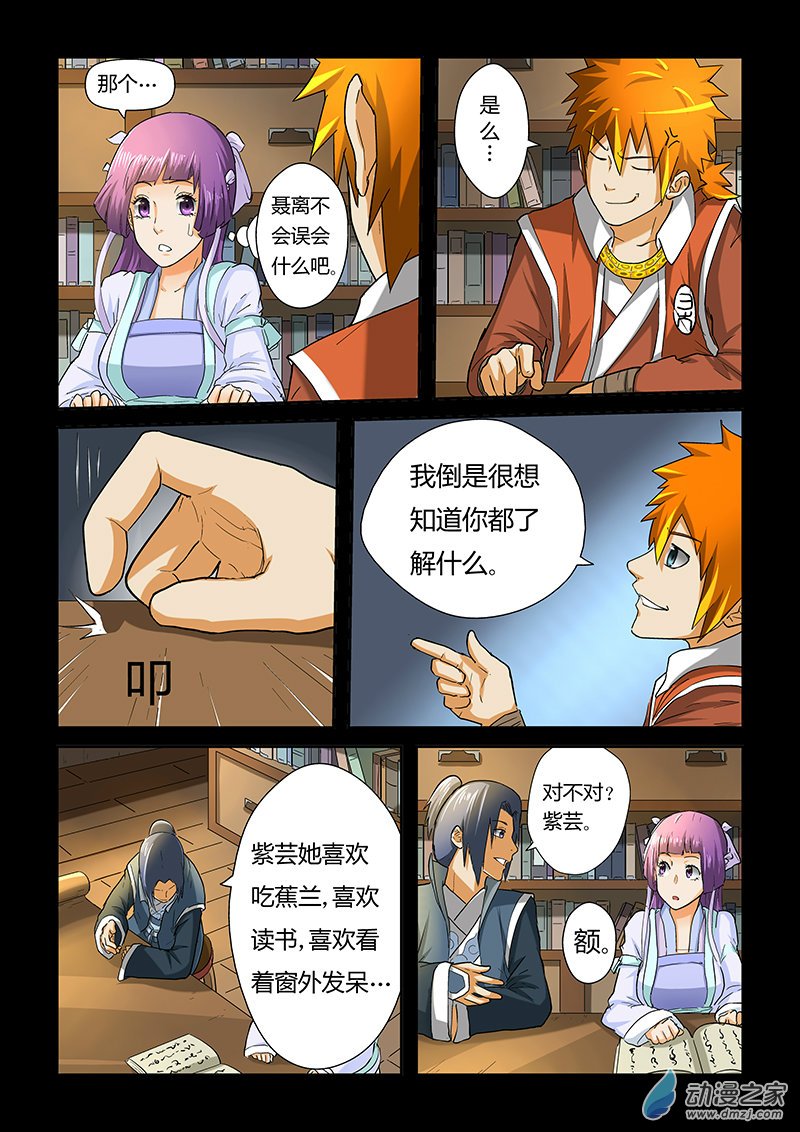 那个…
聂离不
会误会
什么吧。
是
么
…
叩
我倒是很想
知道你都了
解什么。
紫芸她喜欢
吃蕉兰,喜欢
读书,喜欢看
着窗外发呆…
对不对?
紫芸。
额。
动漫之家
www.dmzj.com